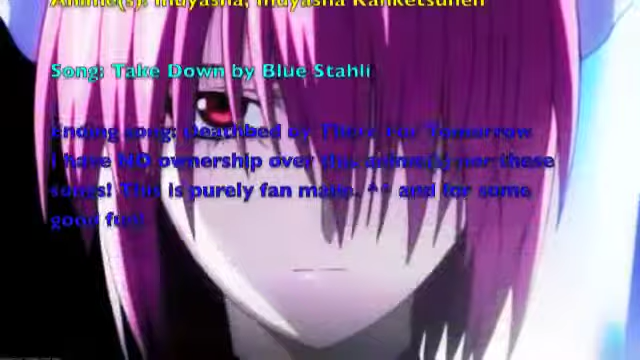 Anime(s): Inuyasha, Inuyasha Kanketsuhen
Song: Take Down by Blue Stahli
Ending song: Deathbed by There For Tomorrow
I have NO ownership over this anime(s) nor these
songs! This is purely fan made. ^^ and for some
good fun!